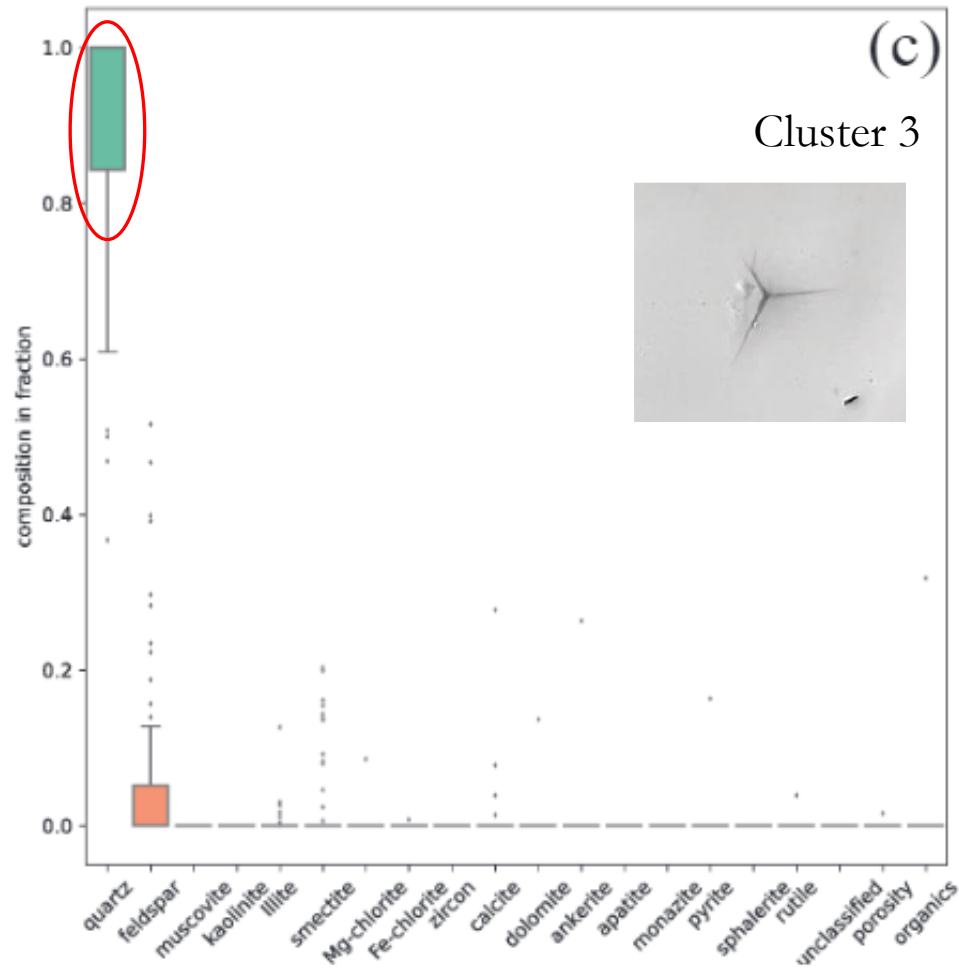 (c)
Cluster 3
composition in fraction
1.0
0.8
0.6
0.4
0.2
0.0
quartz
feldspar
muscovite
kaolinite
Illite
smectite
Mg-chlorite
Fe-chlorite
zircon
calcite
dolomite
ankerite
apatite
monazite
pyrite
sphalerite
rutile
unclassified
porosity
organics